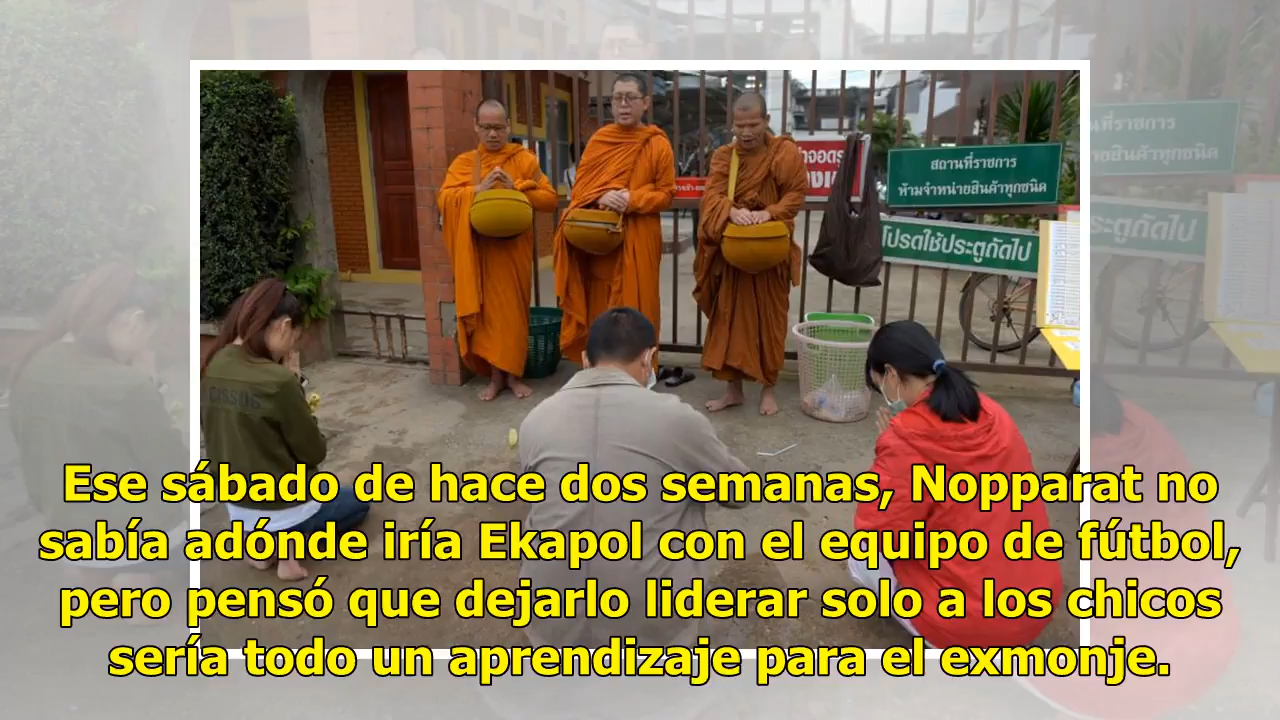 สถานที่ราชการ
ห้ามจำหน่ายสินค้าทุกชนิด
โปรดใช้ประตูถัดไป
Ese sábado de hace dos semanas, Nopparat no
sabía adónde iría Ekapol con el equipo de fútbol,
pero pensó que dejarlo liderar solo a los chicos
sería todo un aprendizaje para el exmonje.